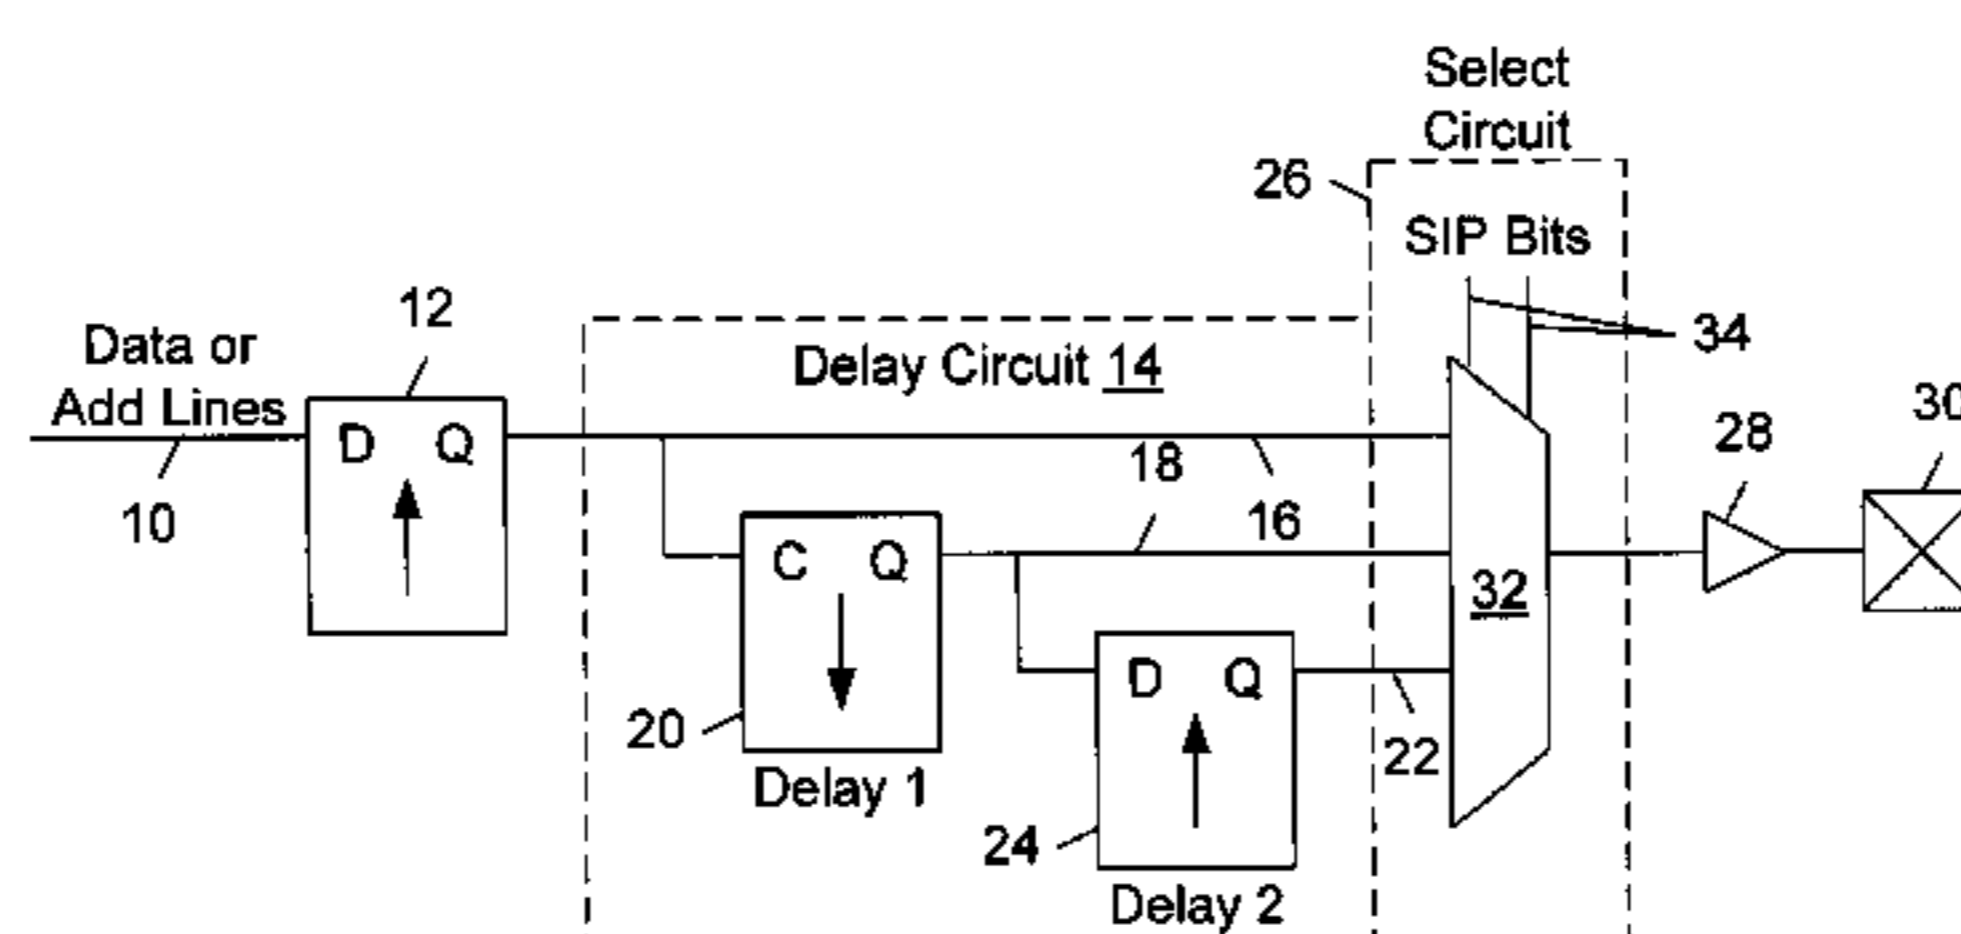 Select
Circuit
26
SIP Bits
12
34
Data or
Add Lines
Delay Circuit 14
30
28
D Q
18
10
16
C Q
32
D Q
20
22
Delay 1
24
Delay 2